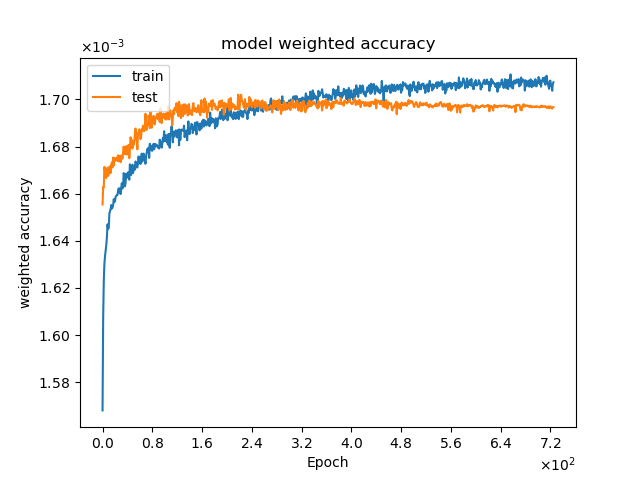 model weighted accuracy
×10⁻³
train
test
1.70
1.68
1.66
1.64
1.62
1.60
1.58
weighted accuracy
0.0 0.8 1.6 2.4 3.2 4.0 4.8 5.6 6.4 7.2
Epoch
×10²